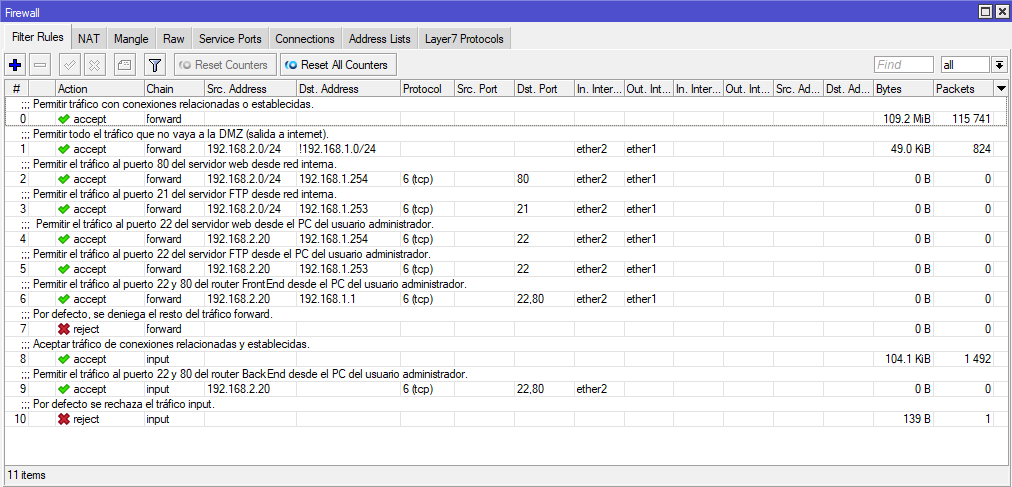 Firewall
Filter Rules NAT Mangle Raw Service Ports Connections Address Lists Layer7 Protocols
Reset Counters Reset All Counters Find all
# Action Chain Src. Address Dst. Address Protocol Src. Port Dst. Port In. Inter... Out. Int... In. Inter... Out. Int... Src. Ad... Dst. Ad... Bytes Packets
;;; Permitir tráfico con conexiones relacionadas o establecidas.
0 accept forward 109.2 MiB 115 741
;;; Permitir todo el tráfico que no vaya a la DMZ (salida a internet).
1 accept forward 192.168.2.0/24 !192.168.1.0/24 ether2 ether1 49.0 KiB 824
;;; Permitir el tráfico al puerto 80 del servidor web desde red interna.
2 accept forward 192.168.2.0/24 192.168.1.254 6 (tcp) 80 ether2 ether1 0 B 0
;;; Permitir el tráfico al puerto 21 del servidor FTP desde red interna.
3 accept forward 192.168.2.0/24 192.168.1.253 6 (tcp) 21 ether2 ether1 0 B 0
;;; Permitir el tráfico al puerto 22 del servidor web desde el PC del usuario administrador.
4 accept forward 192.168.2.20 192.168.1.254 6 (tcp) 22 ether2 ether1 0 B 0
;;; Permitir el tráfico al puerto 22 del servidor FTP desde el PC del usuario administrador.
5 accept forward 192.168.2.20 192.168.1.253 6 (tcp) 22 ether2 ether1 0 B 0
;;; Permitir el tráfico al puerto 22 y 80 del router FrontEnd desde el PC del usuario administrador.
6 accept forward 192.168.2.20 192.168.1.1 6 (tcp) 22,80 ether2 ether1 0 B 0
;;; Por defecto, se deniega el resto del tráfico forward.
7 reject forward 0 B 0
;;; Aceptar tráfico de conexiones relacionadas y establecidas.
8 accept input 104.1 KiB 1 492
;;; Permitir el tráfico al puerto 22 y 80 del router BackEnd desde el PC del usuario administrador.
9 accept input 192.168.2.20 6 (tcp) 22,80 ether2 0 B 0
;;; Por defecto se rechaza el tráfico input.
10 reject input 139 B 1
11 items